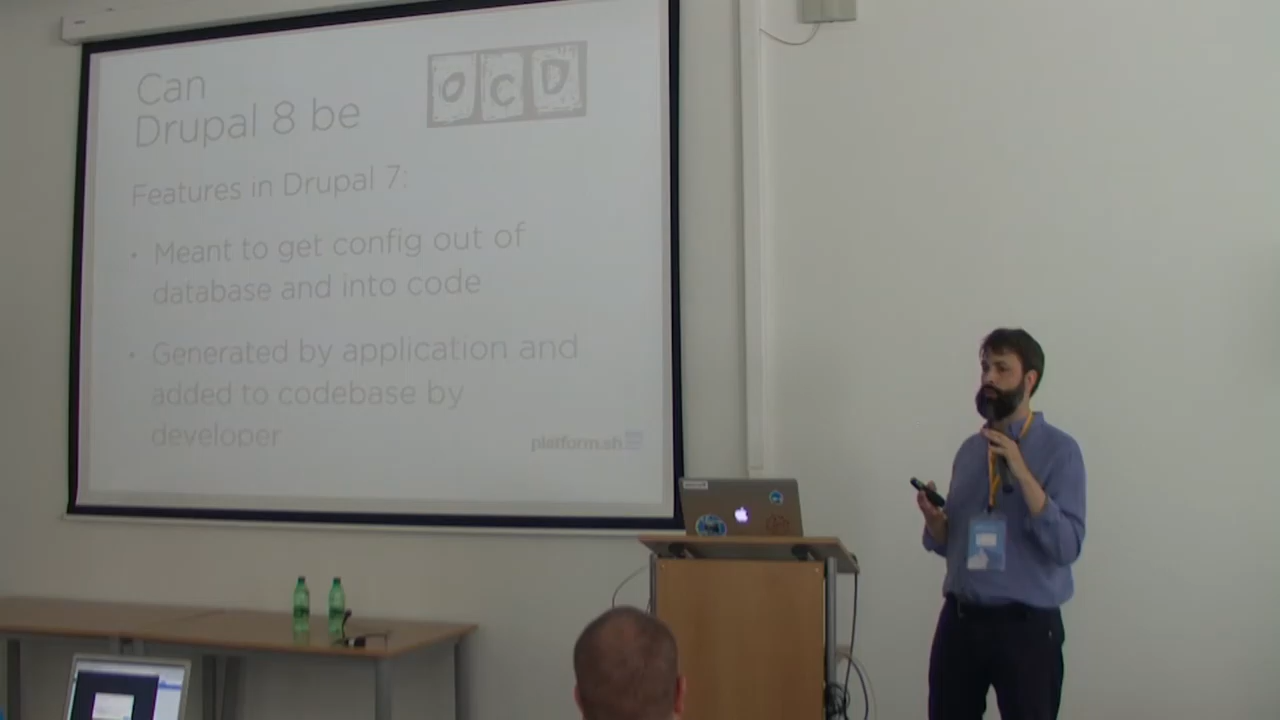 Can
Drupal 8 be
OCD
Features in Drupal 7:
• Meant to get config out of
database and into code
• Generated by application and
added to codebase by
developer
platform.sh